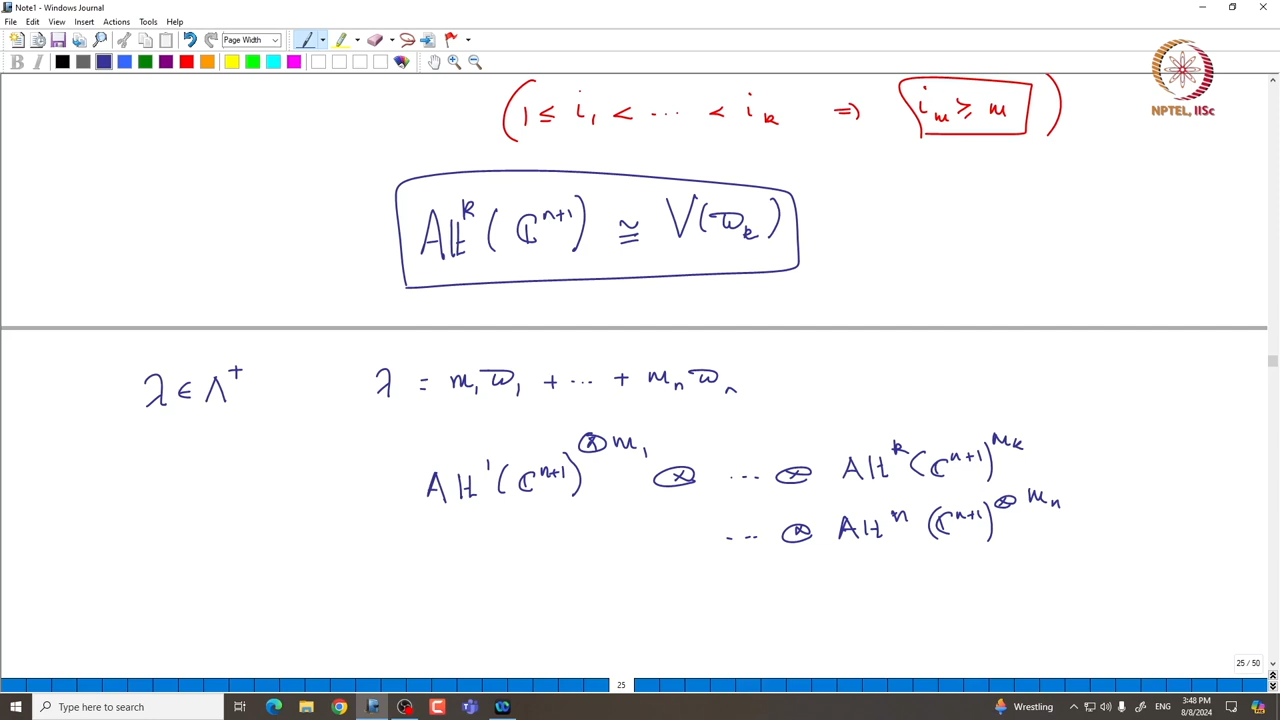 Note1 - Windows Journal
File Edit View Insert Actions Tools Help
Page Width
B I
NPTEL, IISc
(1 ≤ i₁ < ... < iₖ ⇒ iₘ ≥ m)
Altᵏ(ℂⁿ⁺¹) ≅ V(ϖₖ)
λ ∈ Λ⁺ λ = m₁ϖ₁ + ... + mₙϖₙ
Alt¹(ℂⁿ⁺¹)^{⊗m₁} ⊗ ... ⊗ Altᵏ(ℂⁿ⁺¹)^{mₖ}
... ⊗ Altⁿ(ℂⁿ⁺¹)^{⊗mₙ}
25 / 50
25
Type here to search
Wrestling
ENG
3:48 PM
8/8/2024